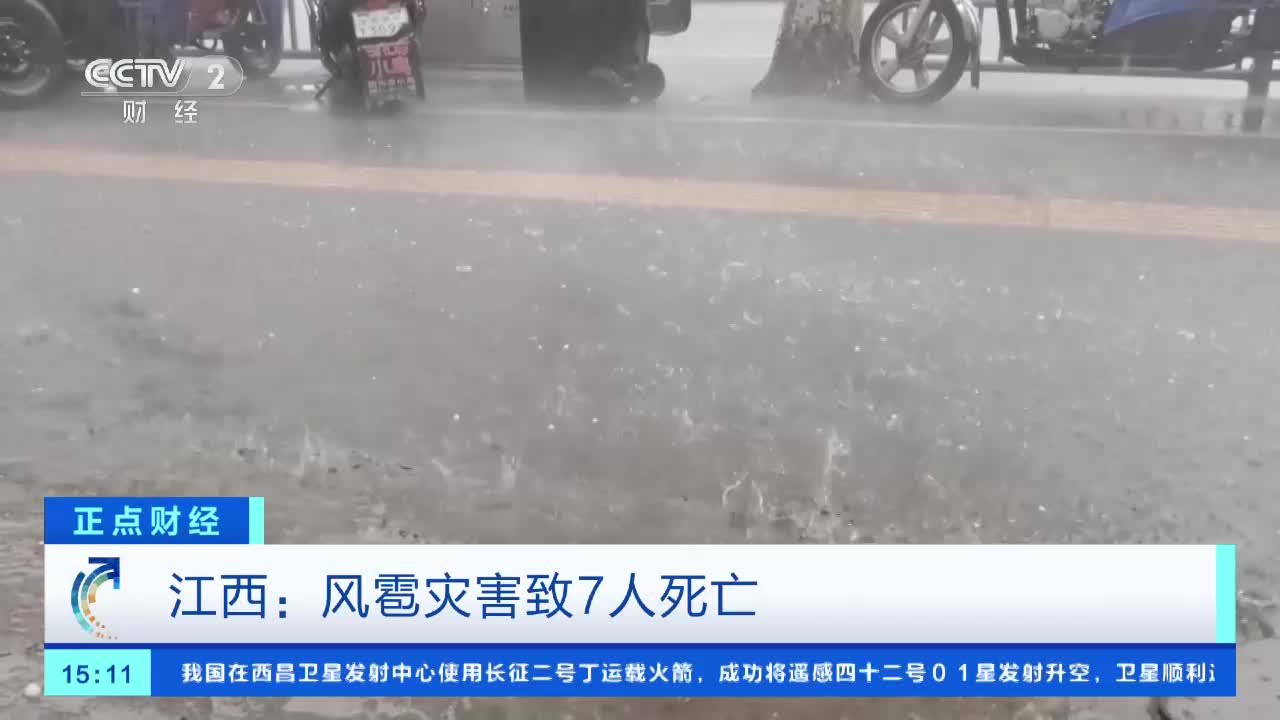 CCTV 2
财经
正点财经
江西：风雹灾害致7人死亡
15:11
我国在西昌卫星发射中心使用长征二号丁运载火箭，成功将遥感四十二号01星发射升空，卫星顺利